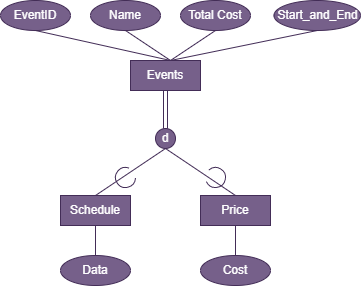 EventID
Name
Total Cost
Start_and_End
Events
d
Schedule
Price
Data
Cost